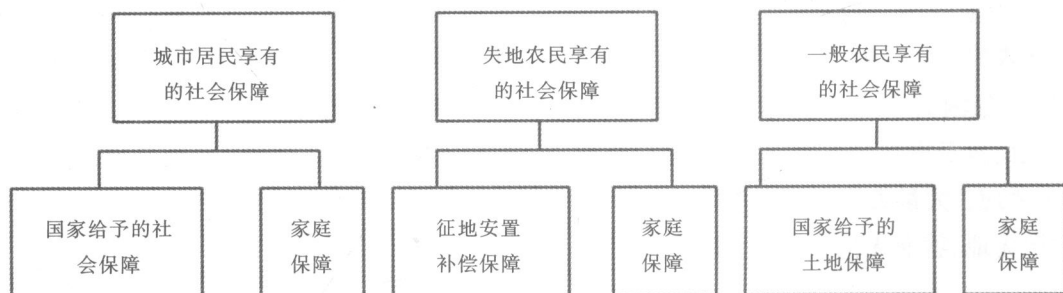 城市居民享有
的社会保障
失地农民享有
的社会保障
一般农民享有
的社会保障
国家给予的社
会保障
家庭
保障
征地安置
补偿保障
家庭
保障
国家给予的
土地保障
家庭
保障